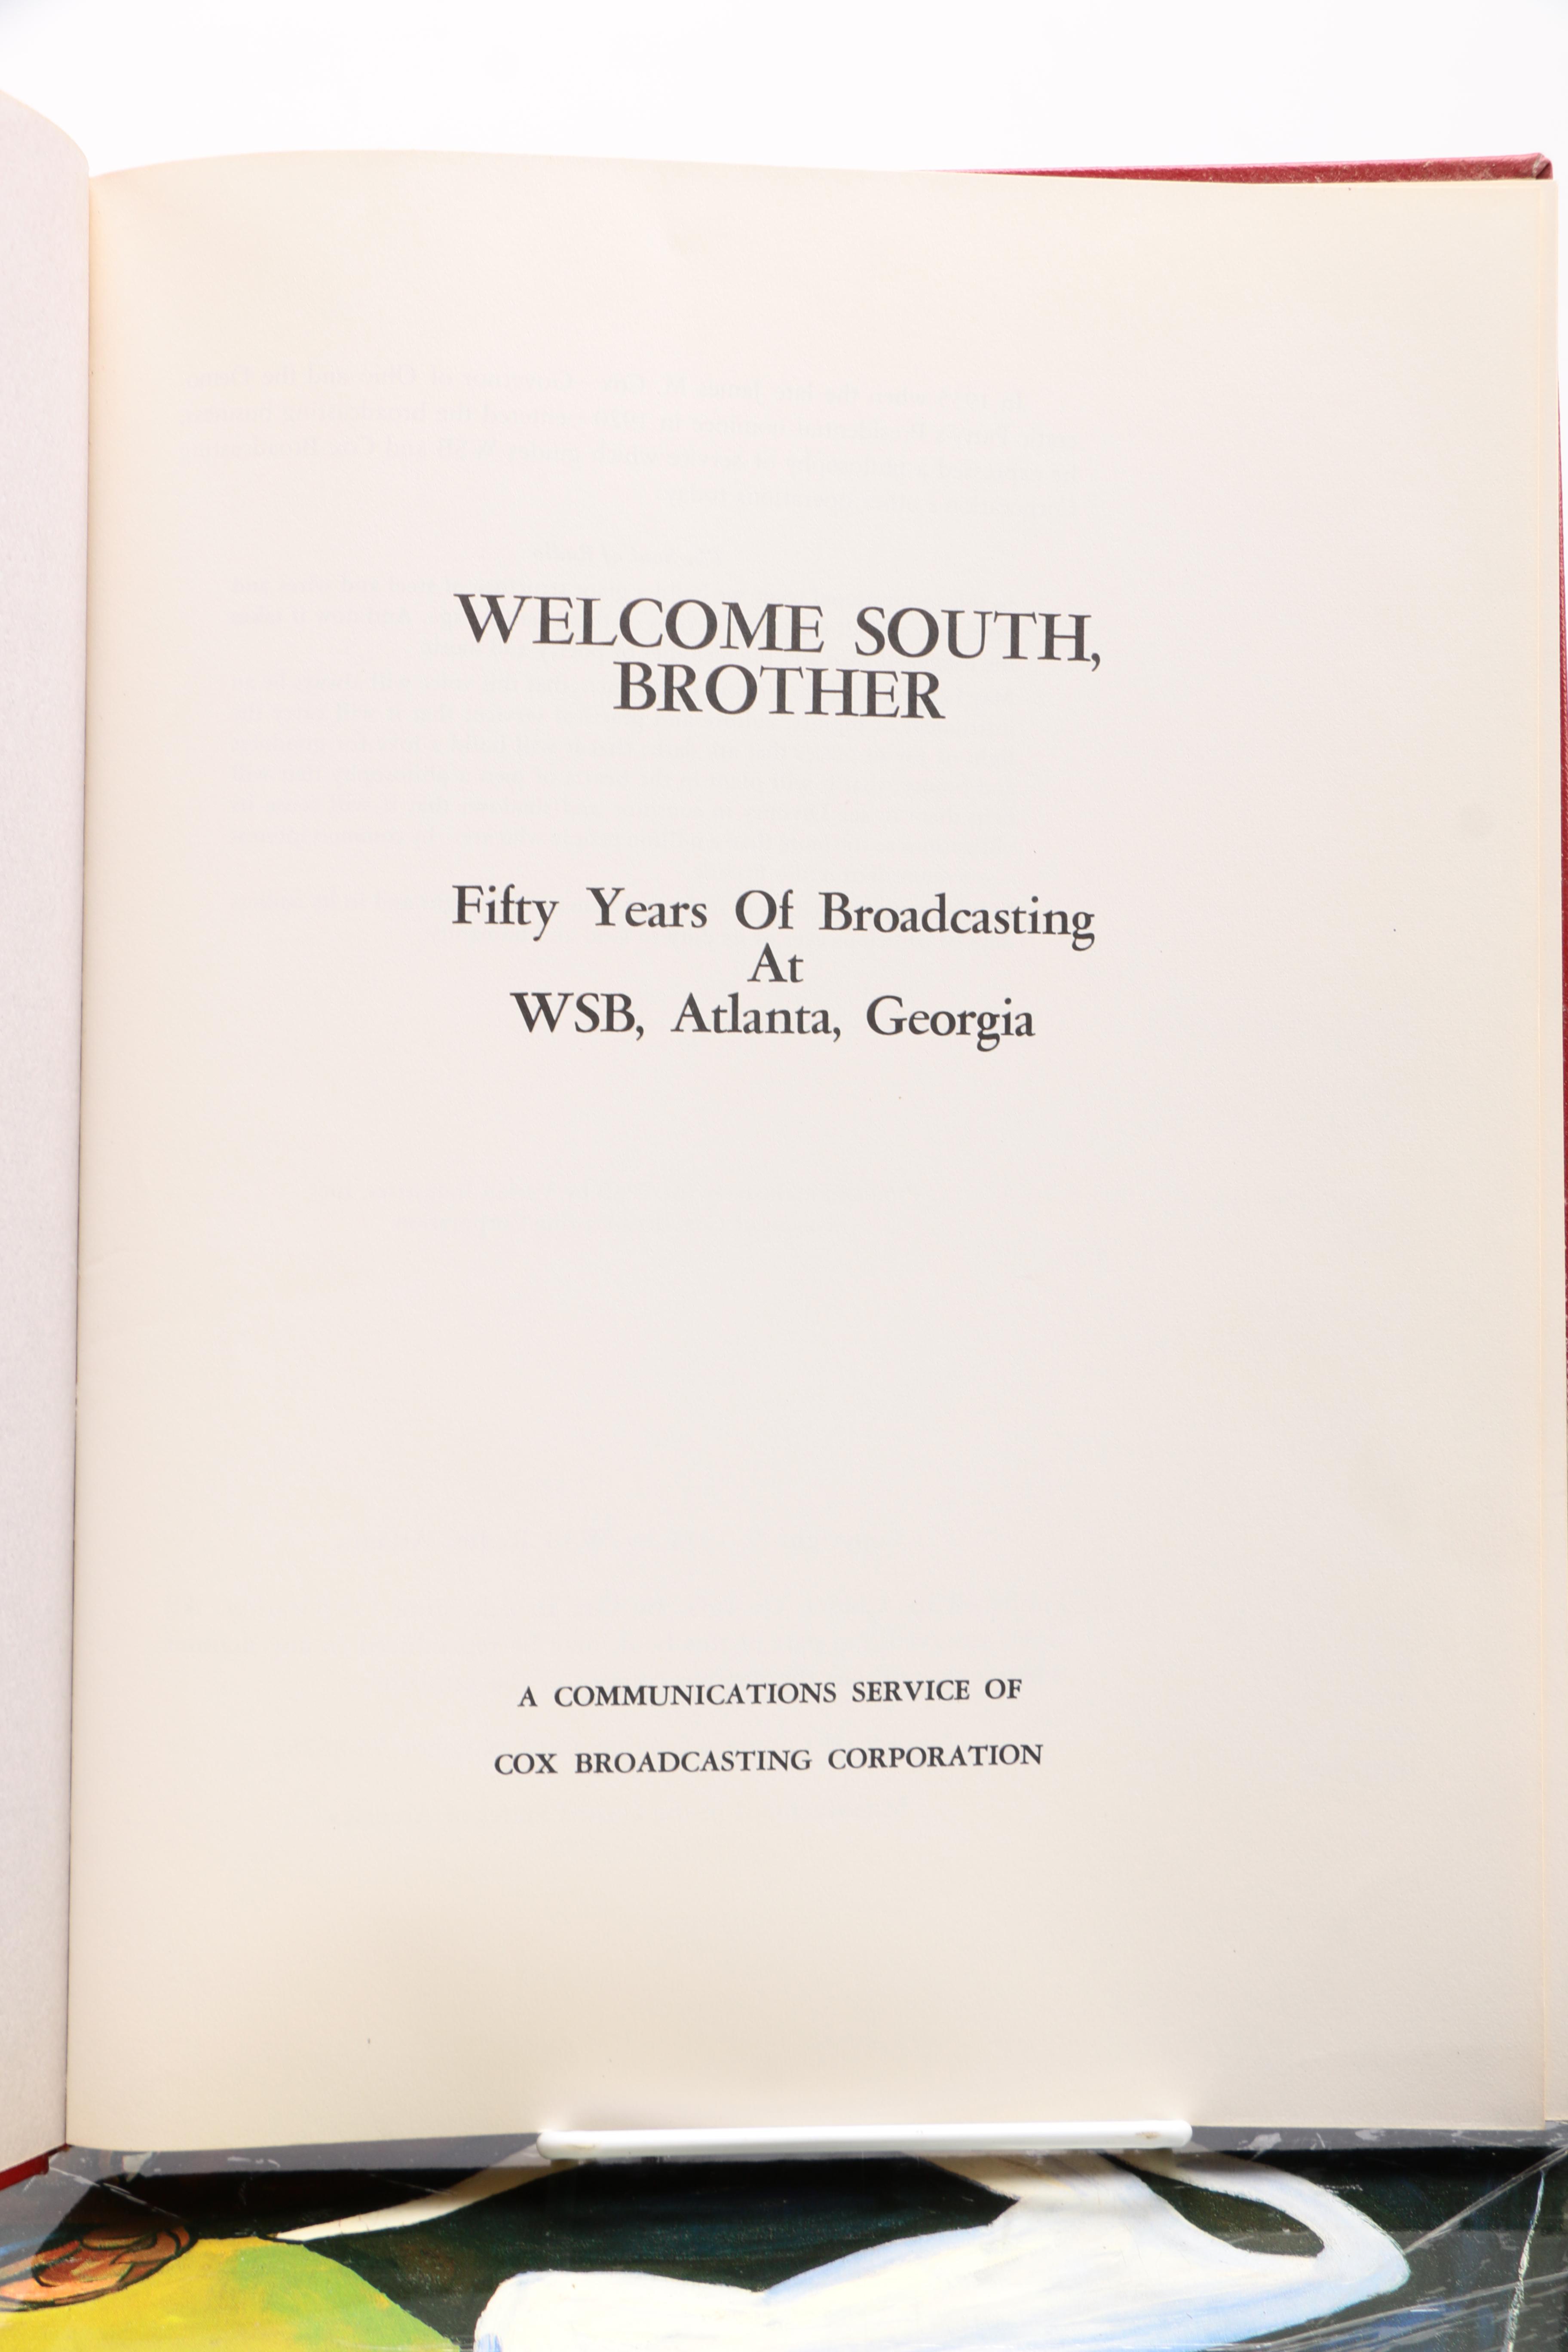 WELCOME SOUTH,
BROTHER
Fifty Years Of Broadcasting
At
WSB, Atlanta, Georgia
A COMMUNICATIONS SERVICE OF
COX BROADCASTING CORPORATION